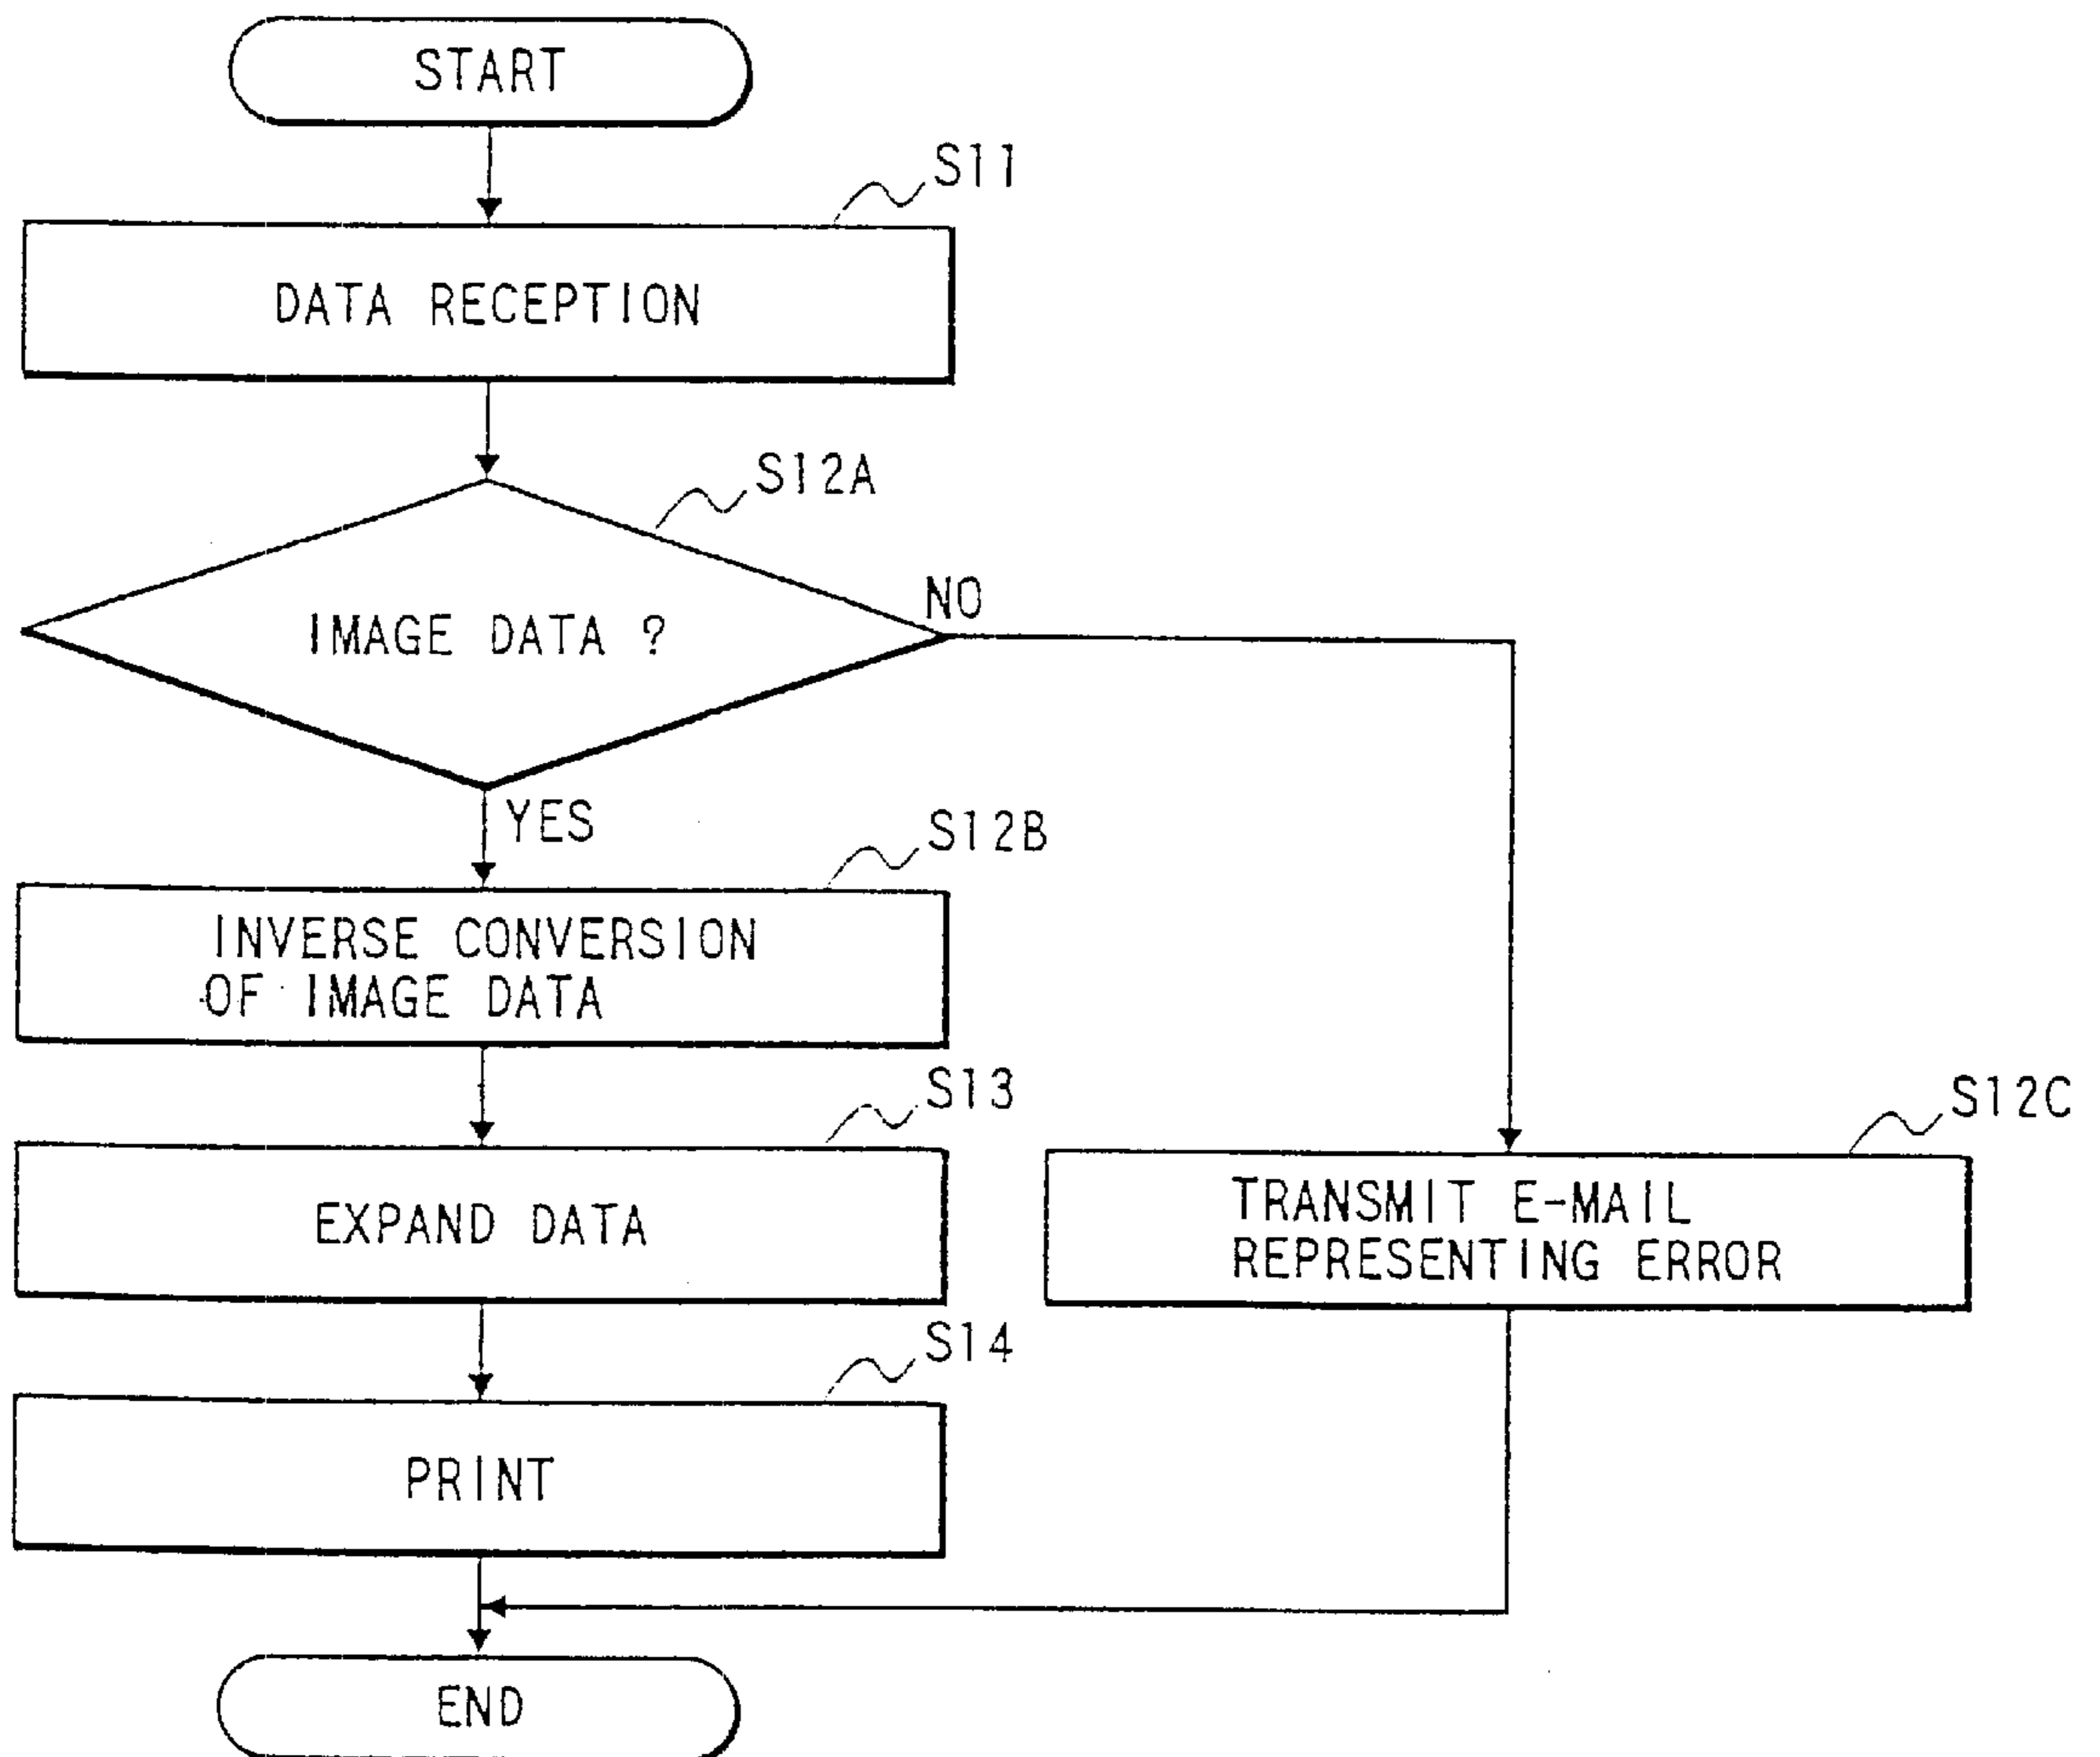 START
S11
DATA RECEPTION
S12A
IMAGE DATA ?
NO
YES
S12B
INVERSE CONVERSION
OF IMAGE DATA
S13
EXPAND DATA
S12C
TRANSMIT E-MAIL
REPRESENTING ERROR
S14
PRINT
END